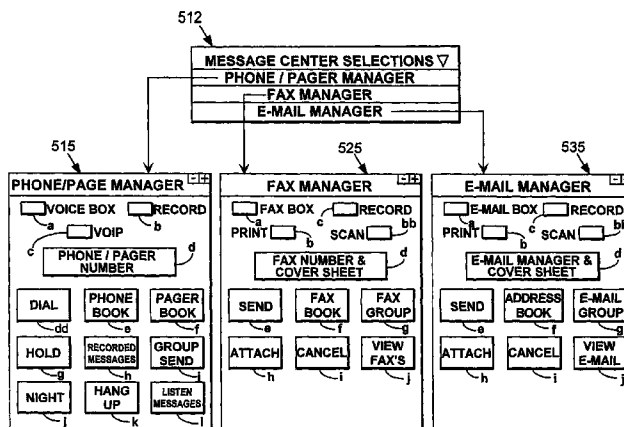 512
MESSAGE CENTER SELECTIONS ▽
PHONE / PAGER MANAGER
FAX MANAGER
E-MAIL MANAGER
515
PHONE/PAGE MANAGER - +
VOICE BOX RECORD
a b
VOIP
c
PHONE / PAGER NUMBER
d
DIAL PHONE BOOK PAGER BOOK
dd e f
HOLD RECORDED MESSAGES GROUP SEND
g h i
NIGHT HANG UP LISTEN MESSAGES
j k l
525
FAX MANAGER - +
FAX BOX RECORD
a c
PRINT SCAN
b bb
FAX NUMBER & COVER SHEET
d
SEND FAX BOOK FAX GROUP
e f g
ATTACH CANCEL VIEW FAX'S
h i j
535
E-MAIL MANAGER - +
E-MAIL BOX RECORD
a c
PRINT SCAN
b bb
E-MAIL MANAGER & COVER SHEET
d
SEND ADDRESS BOOK E-MAIL GROUP
e f g
ATTACH CANCEL VIEW E-MAIL
h i j